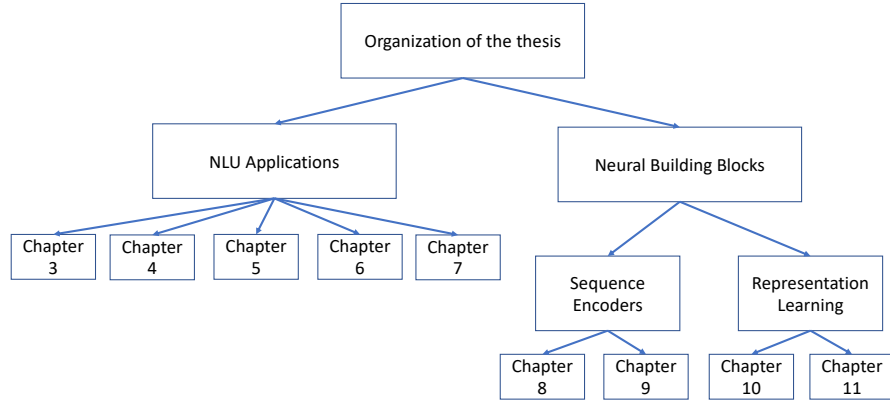 Organization of the thesis
NLU Applications
Neural Building Blocks
Chapter
3
Chapter
4
Chapter
5
Chapter
6
Chapter
7
Sequence
Encoders
Representation
Learning
Chapter
8
Chapter
9
Chapter
10
Chapter
11